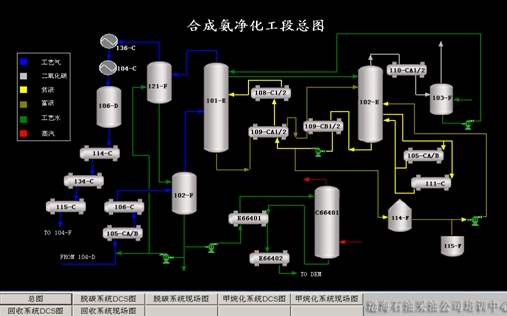 合成氨净化工段总图
136-C
104-C
121-F
106-D
114-C
134-C
115-C
106-C
105-CA/B
TO 104-F
FROM 104-D
工艺气
二氧化碳
贫液
富液
工艺水
蒸汽
101-E
102-F
108-C1/2
109-CA1/2
109-CB1/2
110-CA1/2
103-F
102-E
105-CA/B
111-C
114-F
115-F
E66401
E66402
C66401
TO DEM
总图
脱碳系统DCS图
脱碳系统现场图
甲烷化系统DCS图
甲烷化系统现场图
回收系统DCS图
回收系统现场图
渤海石油采油公司培训中心